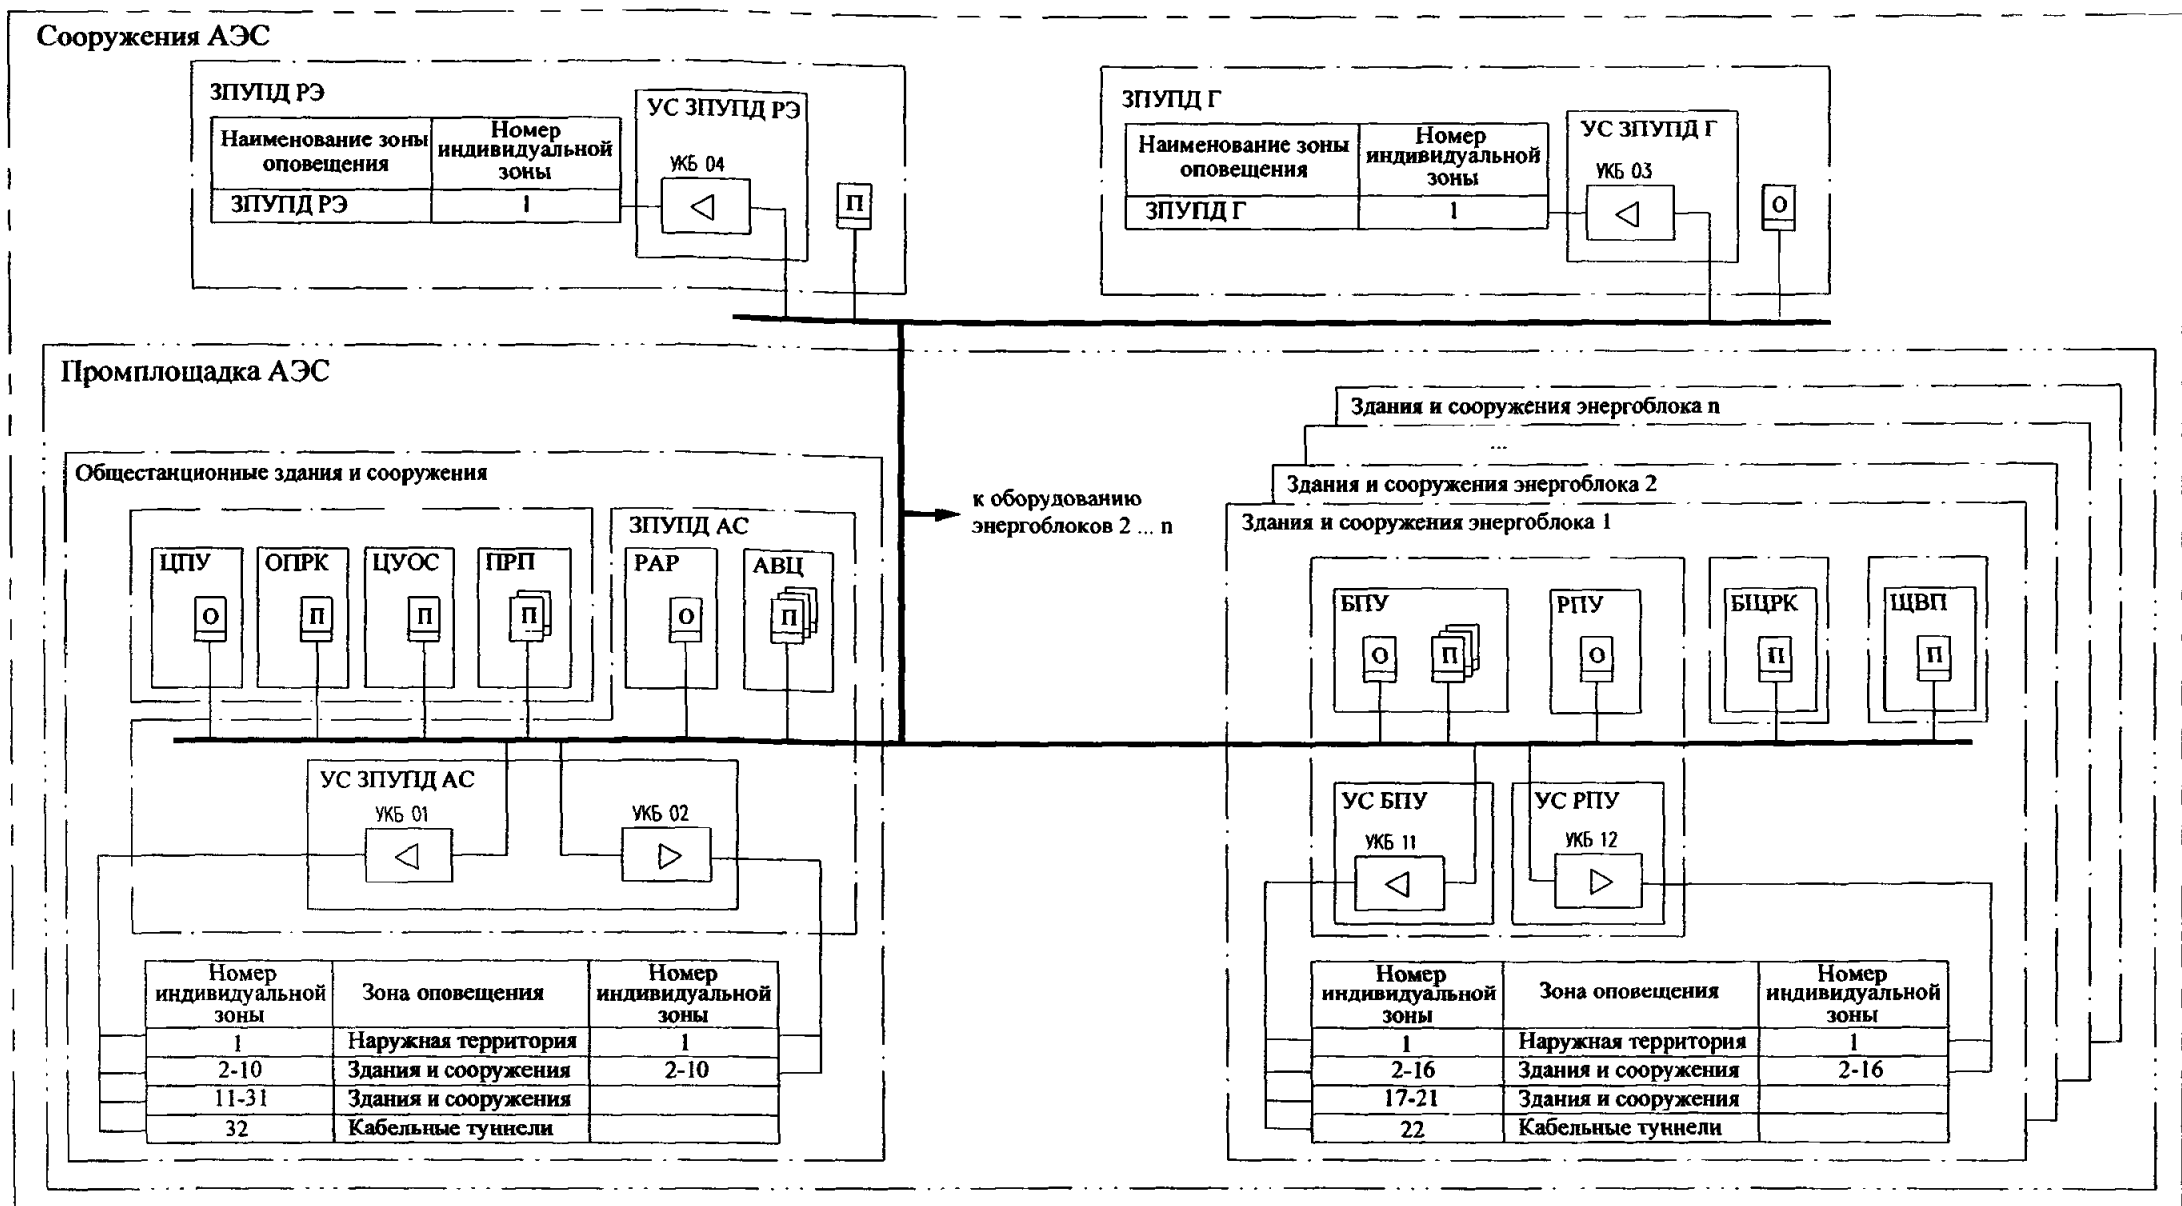 Сооружения АЭС
ЗПУПД РЭ
УС ЗПУПД РЭ
Наименование зоны
оповещения
Номер
индивидуальной
зоны
ЗПУПД РЭ
1
УКБ 04
П
ЗПУПД Г
УС ЗПУПД Г
Наименование зоны
оповещения
Номер
индивидуальной
зоны
ЗПУПД Г
1
УКБ 03
О
Промплощадка АЭС
Общестанционные здания и сооружения
ЦПУ
О
ОПРК
П
ЦУОС
П
ПРП
П
ЗПУПД АС
РАР
О
АВЦ
П
к оборудованию
энергоблоков 2 ... n
УС ЗПУПД АС
УКБ 01
УКБ 02
Номер
индивидуальной
зоны
Зона оповещения
Номер
индивидуальной
зоны
1
Наружная территория
1
2-10
Здания и сооружения
2-10
11-31
Здания и сооружения
32
Кабельные туннели
Здания и сооружения энергоблока n
...
Здания и сооружения энергоблока 2
Здания и сооружения энергоблока 1
БПУ
О
П
РПУ
О
БЩРК
П
ЩВП
П
УС БПУ
УКБ 11
УС РПУ
УКБ 12
Номер
индивидуальной
зоны
Зона оповещения
Номер
индивидуальной
зоны
1
Наружная территория
1
2-16
Здания и сооружения
2-16
17-21
Здания и сооружения
22
Кабельные туннели